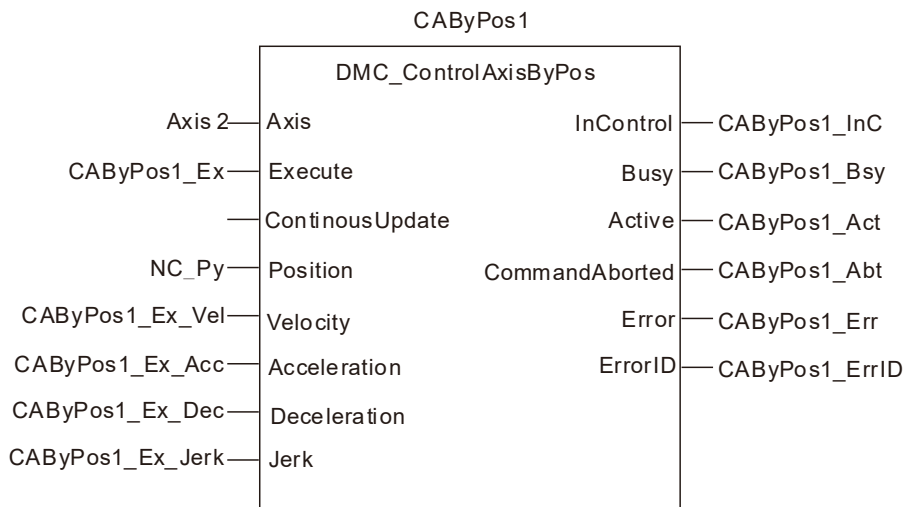 CAByPos1
DMC_ControlAxisByPos
Axis 2 Axis InControl CAByPos1_InC
CAByPos1_Ex Execute Busy CAByPos1_Bsy
ContinousUpdate Active CAByPos1_Act
NC_Py Position CommandAborted CAByPos1_Abt
CAByPos1_Ex_Vel Velocity Error CAByPos1_Err
CAByPos1_Ex_Acc Acceleration ErrorID CAByPos1_ErrID
CAByPos1_Ex_Dec Deceleration
CAByPos1_Ex_Jerk Jerk